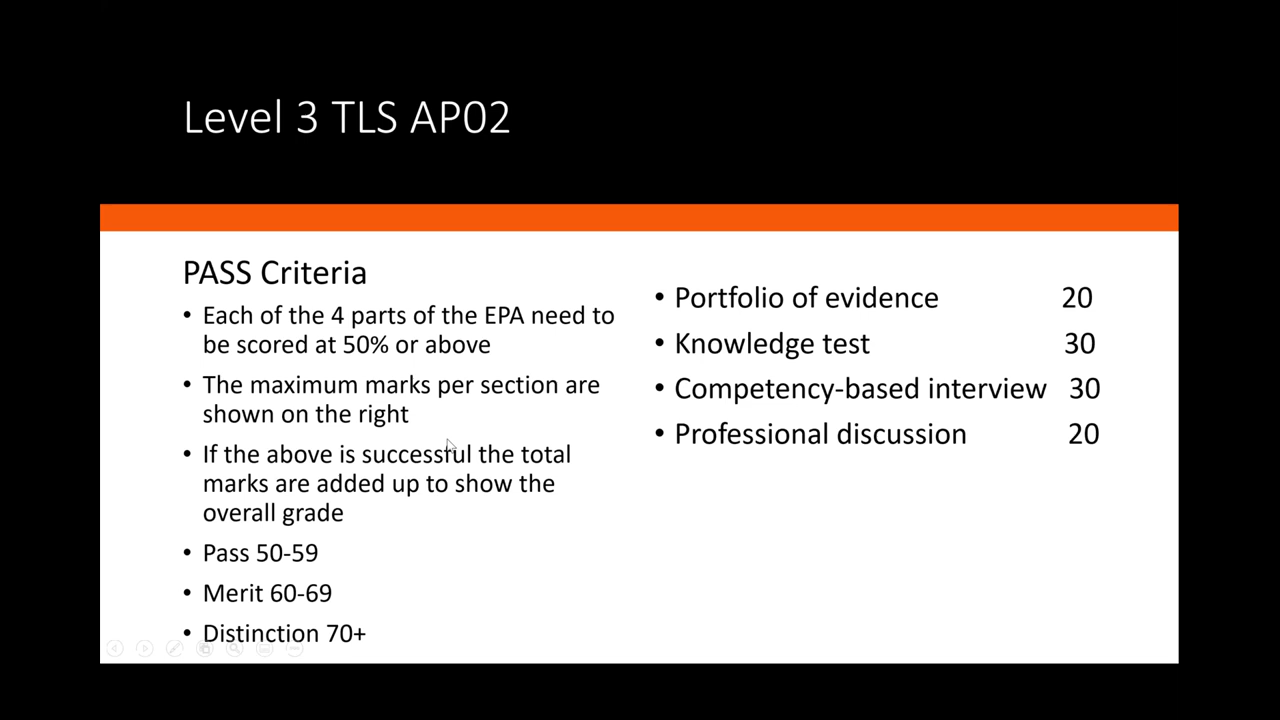 Level 3 TLS AP02
PASS Criteria
• Each of the 4 parts of the EPA need to
be scored at 50% or above
• The maximum marks per section are
shown on the right
• If the above is successful the total
marks are added up to show the
overall grade
• Pass 50-59
• Merit 60-69
• Distinction 70+
• Portfolio of evidence 20
• Knowledge test 30
• Competency-based interview 30
• Professional discussion 20